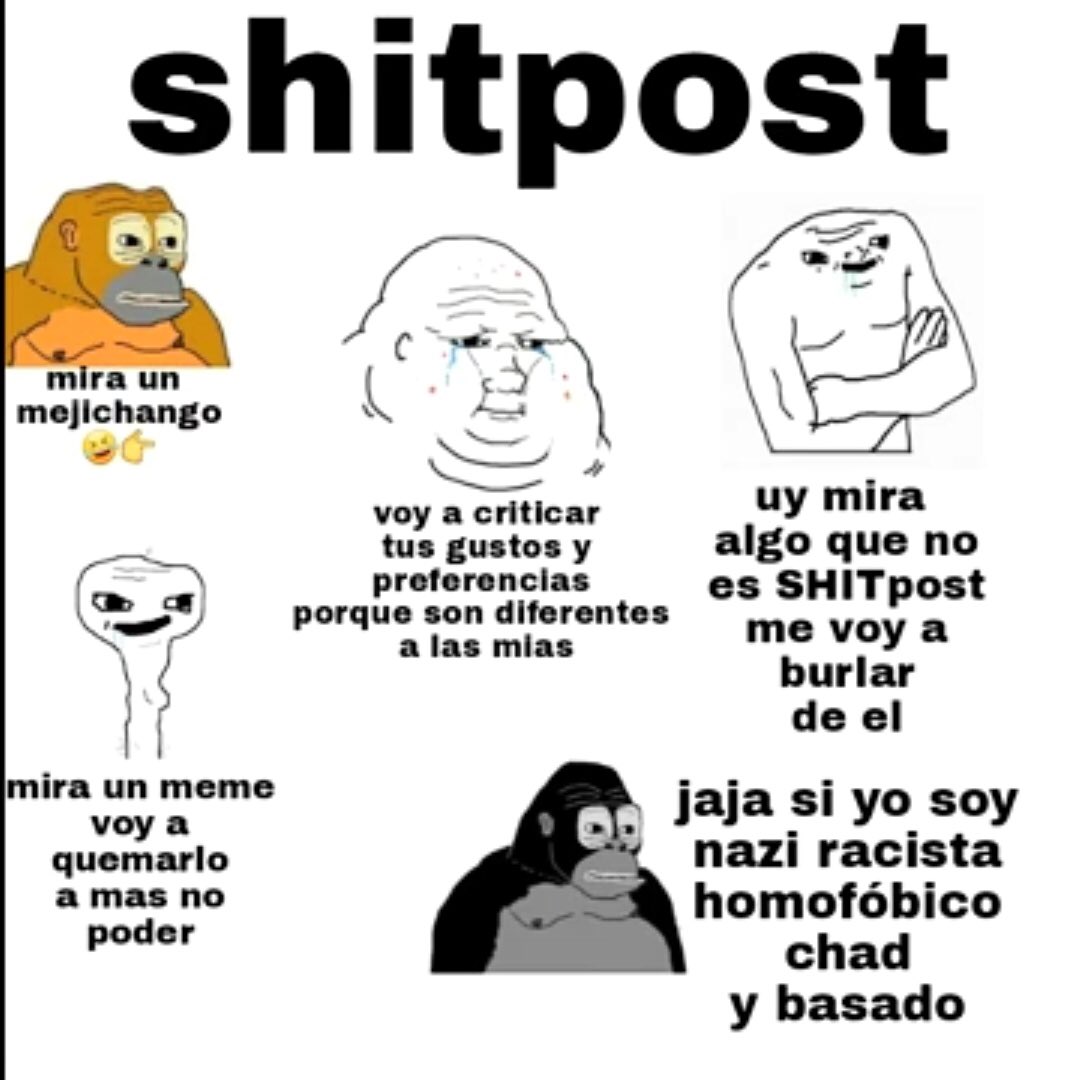 shitpost
mira un
mejichango
🤪👉
voy a criticar
tus gustos y
preferencias
porque son diferentes
a las mias
uy mira
algo que no
es SHITpost
me voy a
burlar
de el
mira un meme
voy a
quemarlo
a mas no
poder
jaja si yo soy
nazi racista
homofóbico
chad
y basado